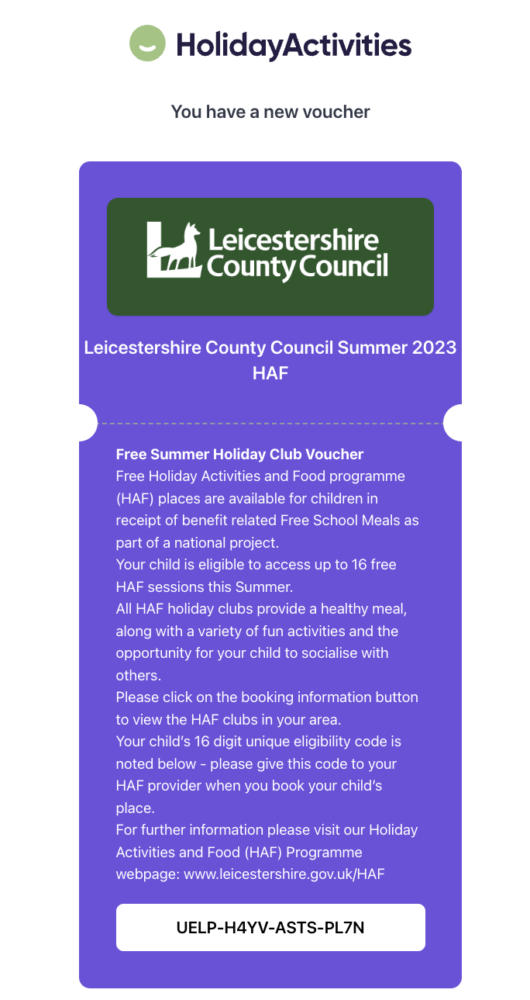 HolidayActivities
You have a new voucher
Leicestershire
County Council
Leicestershire County Council Summer 2023
HAF
Free Summer Holiday Club Voucher
Free Holiday Activities and Food programme
(HAF) places are available for children in
receipt of benefit related Free School Meals as
part of a national project.
Your child is eligible to access up to 16 free
HAF sessions this Summer.
All HAF holiday clubs provide a healthy meal,
along with a variety of fun activities and the
opportunity for your child to socialise with
others.
Please click on the booking information button
to view the HAF clubs in your area.
Your child’s 16 digit unique eligibility code is
noted below - please give this code to your
HAF provider when you book your child’s
place.
For further information please visit our Holiday
Activities and Food (HAF) Programme
webpage: www.leicestershire.gov.uk/HAF
UELP-H4YV-ASTS-PL7N